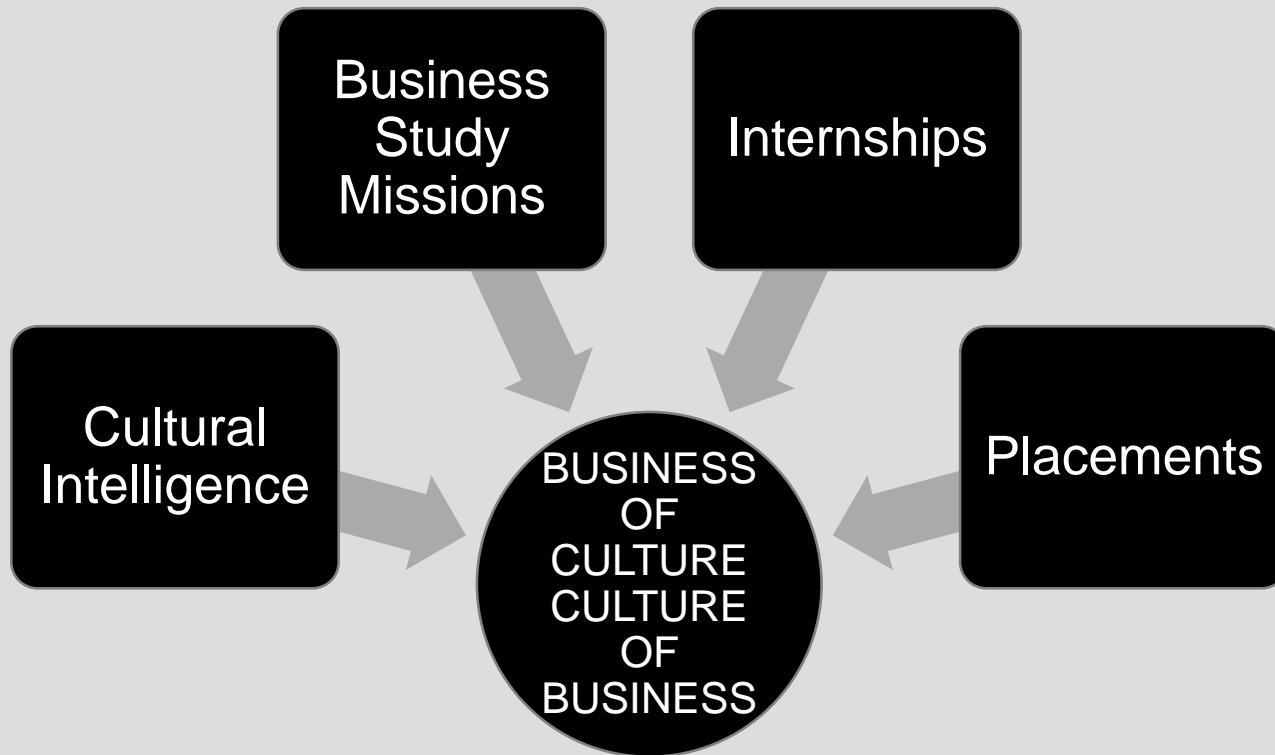 Business
Study
Missions
Internships
Cultural
Intelligence
Placements
BUSINESS
OF
CULTURE
CULTURE
OF
BUSINESS